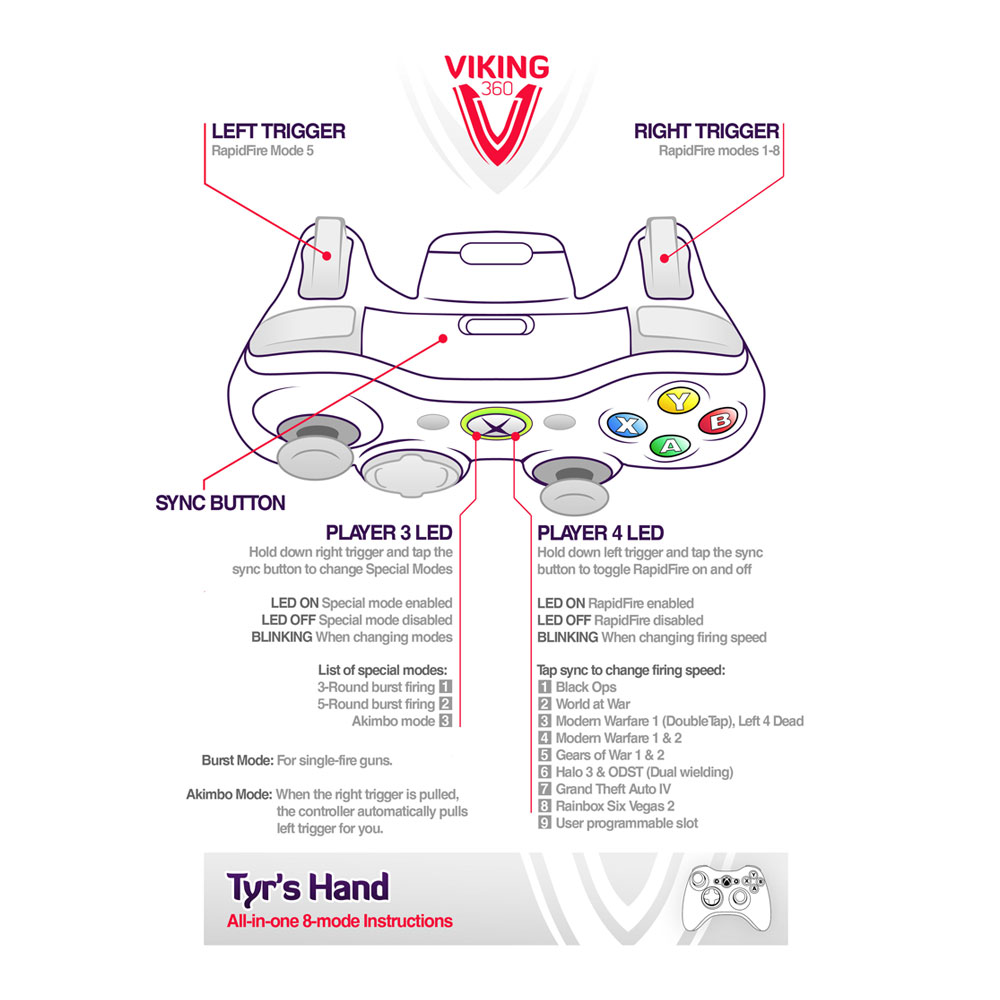 VIKING
360
LEFT TRIGGER
RapidFire Mode 5
RIGHT TRIGGER
RapidFire modes 1-8
Y
X
B
A
X
SYNC BUTTON
PLAYER 3 LED
Hold down right trigger and tap the
sync button to change Special Modes
LED ON Special mode enabled
LED OFF Special mode disabled
BLINKING When changing modes
List of special modes:
3-Round burst firing 1
5-Round burst firing 2
Akimbo mode 3
Burst Mode: For single-fire guns.
Akimbo Mode: When the right trigger is pulled,
the controller automatically pulls
left trigger for you.
PLAYER 4 LED
Hold down left trigger and tap the sync
button to toggle RapidFire on and off
LED ON RapidFire enabled
LED OFF RapidFire disabled
BLINKING When changing firing speed
Tap sync to change firing speed:
1 Black Ops
2 World at War
3 Modern Warfare 1 (DoubleTap), Left 4 Dead
4 Modern Warfare 1 & 2
5 Gears of War 1 & 2
6 Halo 3 & ODST (Dual wielding)
7 Grand Theft Auto IV
8 Rainbox Six Vegas 2
9 User programmable slot
Tyr's Hand
All-in-one 8-mode Instructions